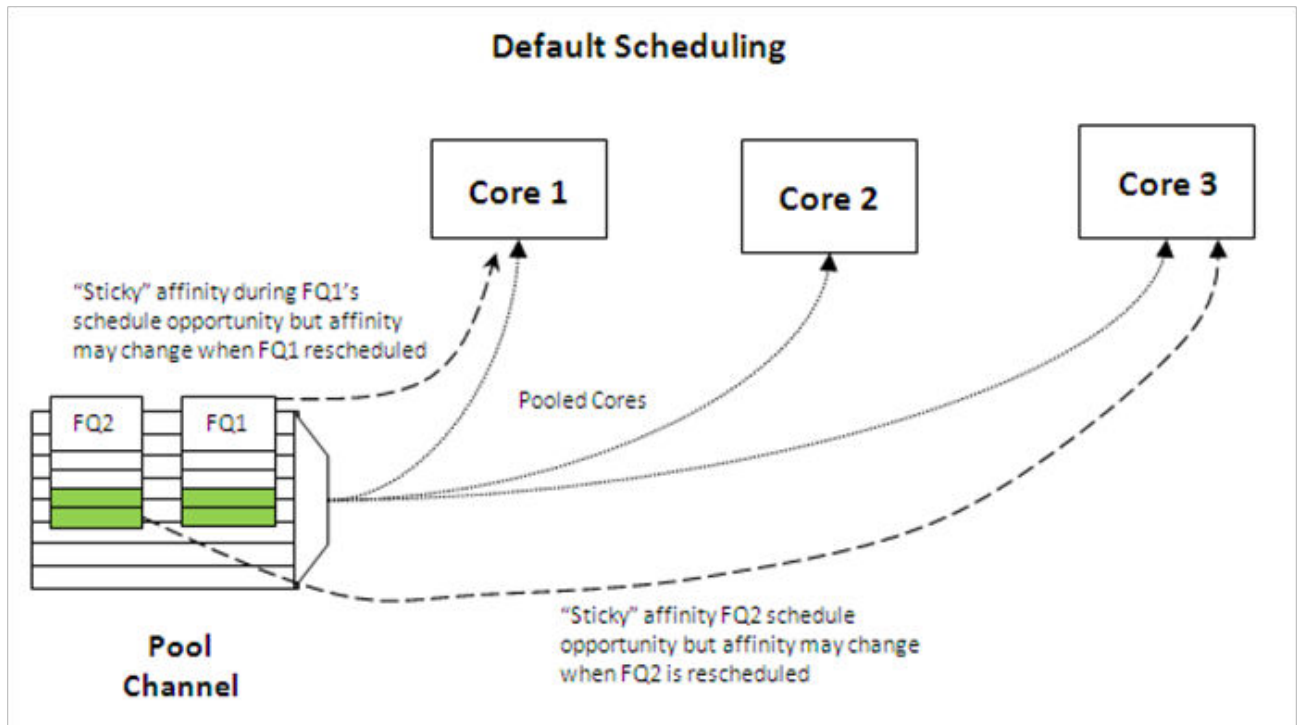 Default Scheduling
Core 1
Core 2
Core 3
“Sticky” affinity during FQ1’s
schedule opportunity but affinity
may change when FQ1 rescheduled
Pooled Cores
FQ2
FQ1
“Sticky” affinity FQ2 schedule
opportunity but affinity may change
when FQ2 is rescheduled
Pool
Channel